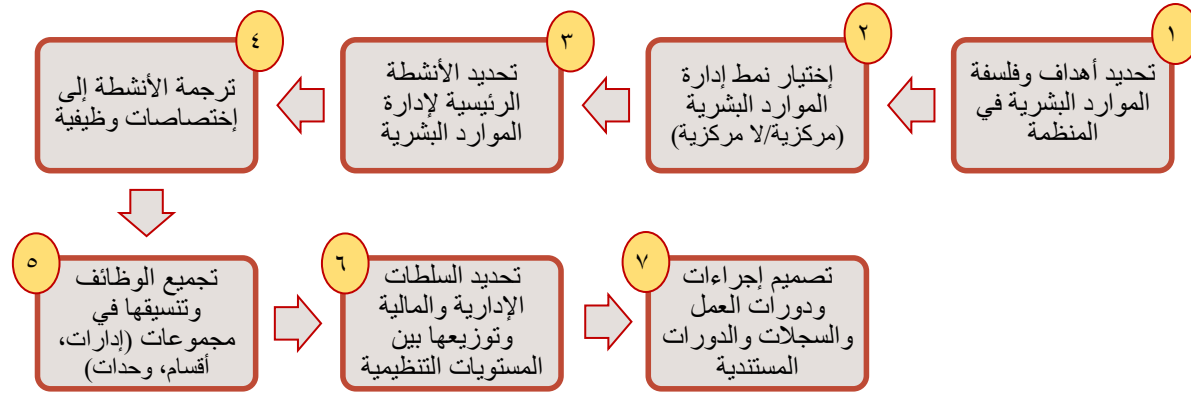 ١
تحديد أهداف وفلسفة
الموارد البشرية في
المنظمة
٢
إختيار نمط إدارة
الموارد البشرية
(مركزية/لا مركزية)
٣
تحديد الأنشطة
الرئيسية لإدارة
الموارد البشرية
٤
ترجمة الأنشطة إلى
إختصاصات وظيفية
٥
تجميع الوظائف
وتنسيقها في
مجموعات (إدارات،
أقسام، وحدات)
٦
تحديد السلطات
الإدارية والمالية
وتوزيعها بين
المستويات التنظيمية
٧
تصميم إجراءات
ودورات العمل
والسجلات والدورات
المستندية